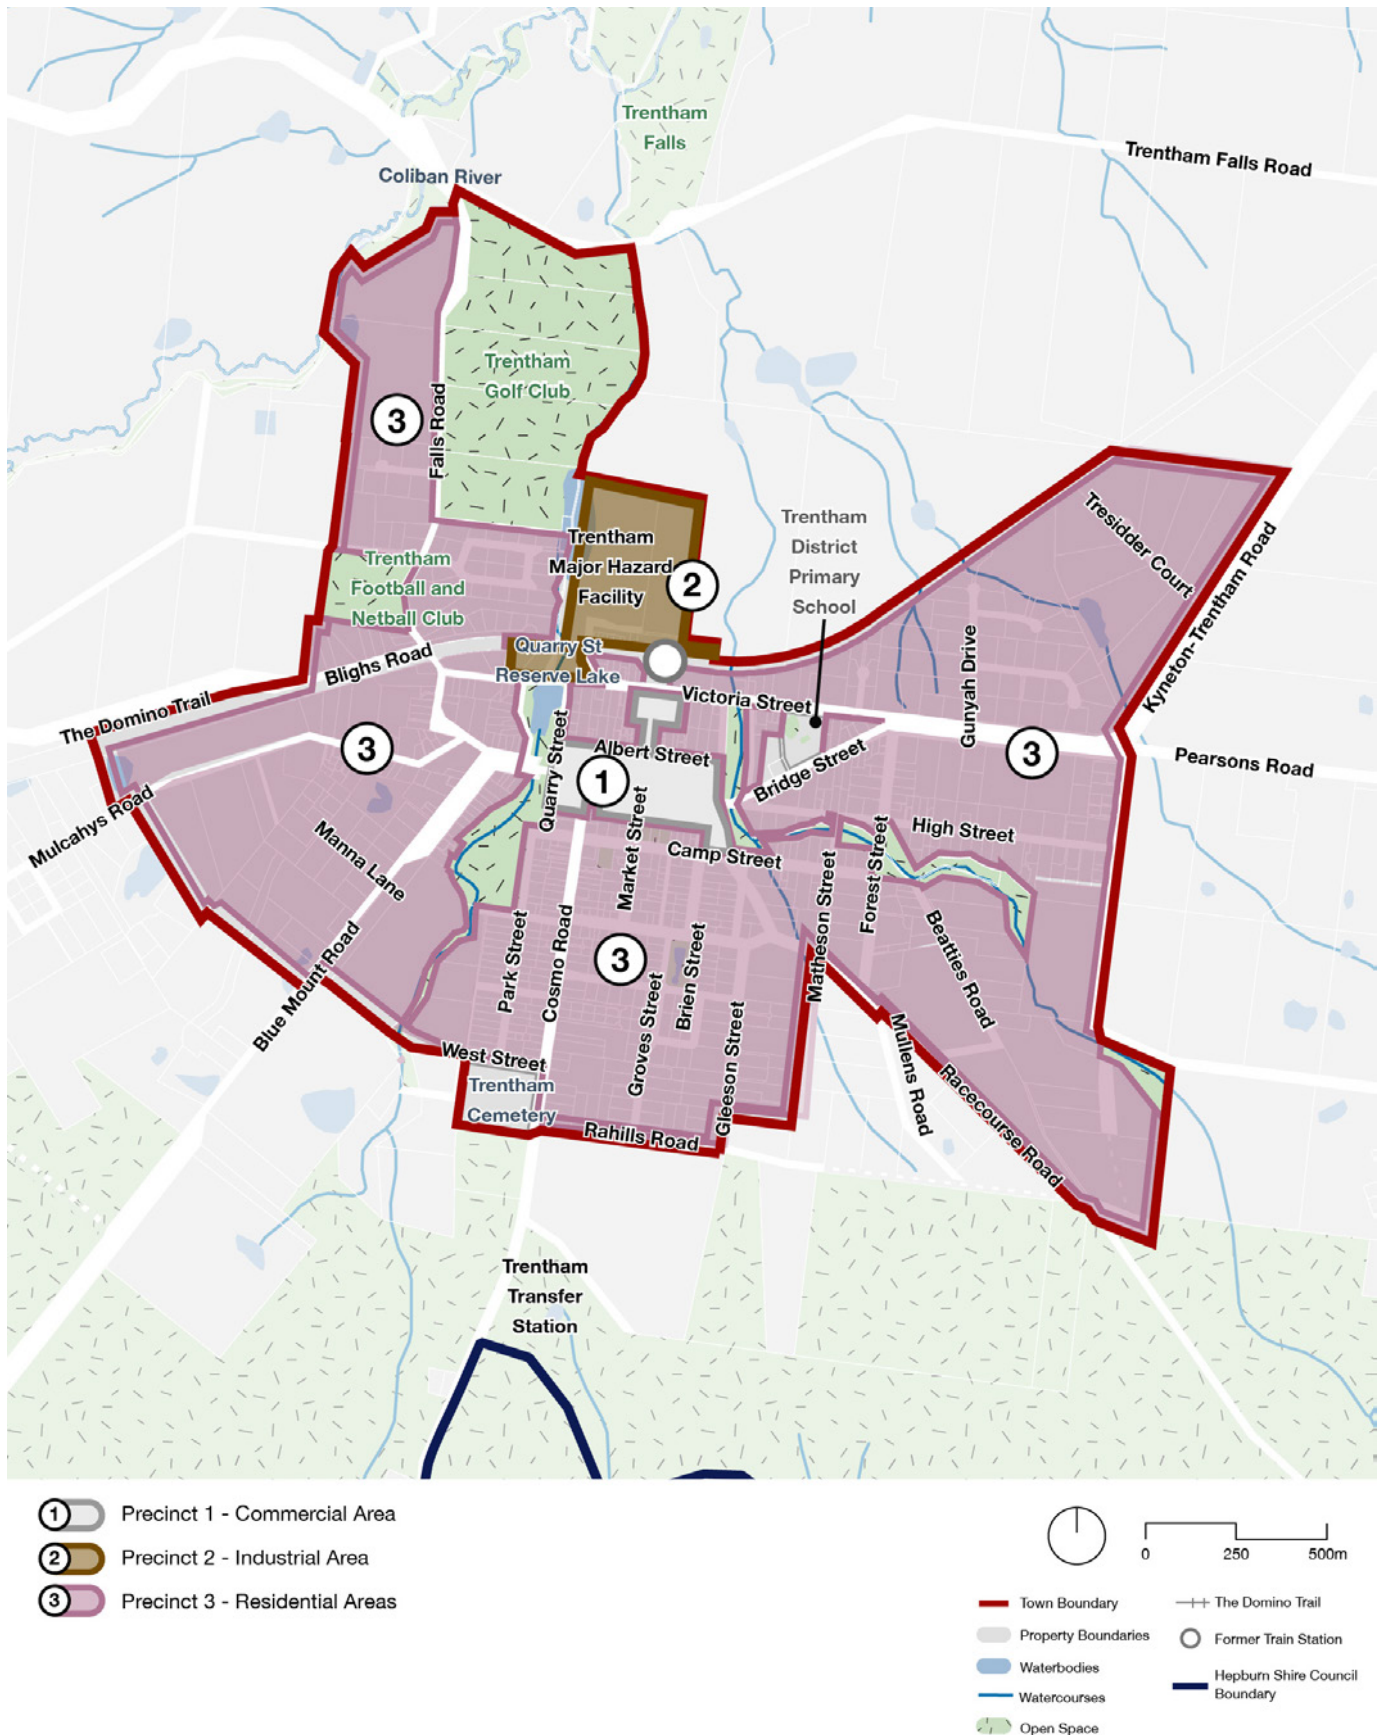 Trentham
Falls
Trentham Falls Road
Coliban River
Trentham
Golf Club
3
Falls Road
Trentham
Major Hazard
Facility
2
Trentham
District
Primary
School
Tresidder Court
Kyneton- Trentham Road
Trentham
Football and
Netball Club
Quarry St
Reserve Lake
Blighs Road
The Domino Trail
Victoria Street
Gunyah Drive
3
Albert Street
Bridge Street
3
Pearsons Road
Quarry Street
1
Market Street
Mulcahys Road
Manna Lane
High Street
Camp Street
Matheson Street
Forest Street
Blue Mount Road
Park Street
Cosmo Road
3
Brien Street
Groves Street
Gleeson Street
Beatties Road
Mullens Road
Racecourse Road
West Street
Trentham
Cemetery
Rahills Road
Trentham
Transfer
Station
1 Precinct 1 - Commercial Area
2 Precinct 2 - Industrial Area
3 Precinct 3 - Residential Areas
0 250 500m
Town Boundary
Property Boundaries
Waterbodies
Watercourses
Open Space
The Domino Trail
Former Train Station
Hepburn Shire Council
Boundary